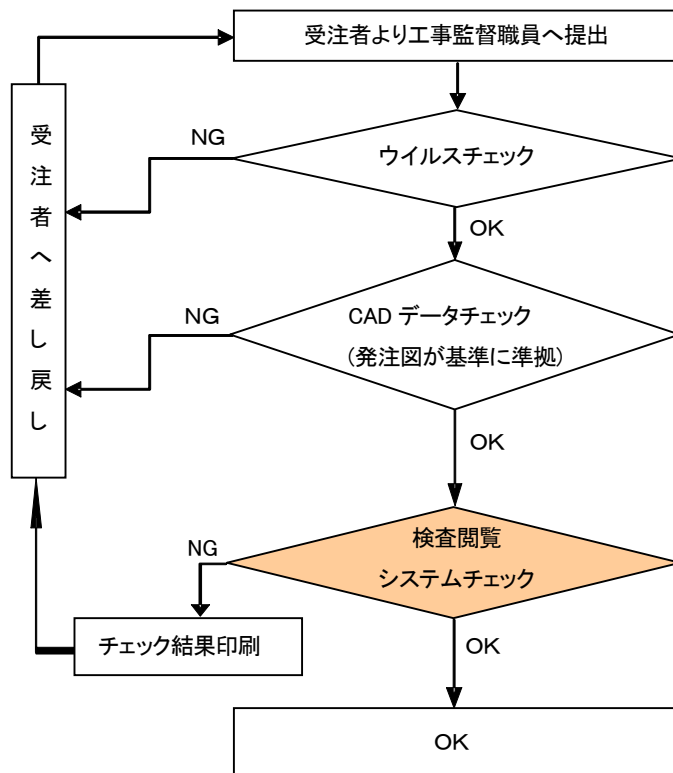 受注者より工事監督職員へ提出
NG
ウイルスチェック
OK
受注者へ差し戻し
NG
CAD データチェック
(発注図が基準に準拠)
OK
NG
検査閲覧
システムチェック
チェック結果印刷
OK
OK